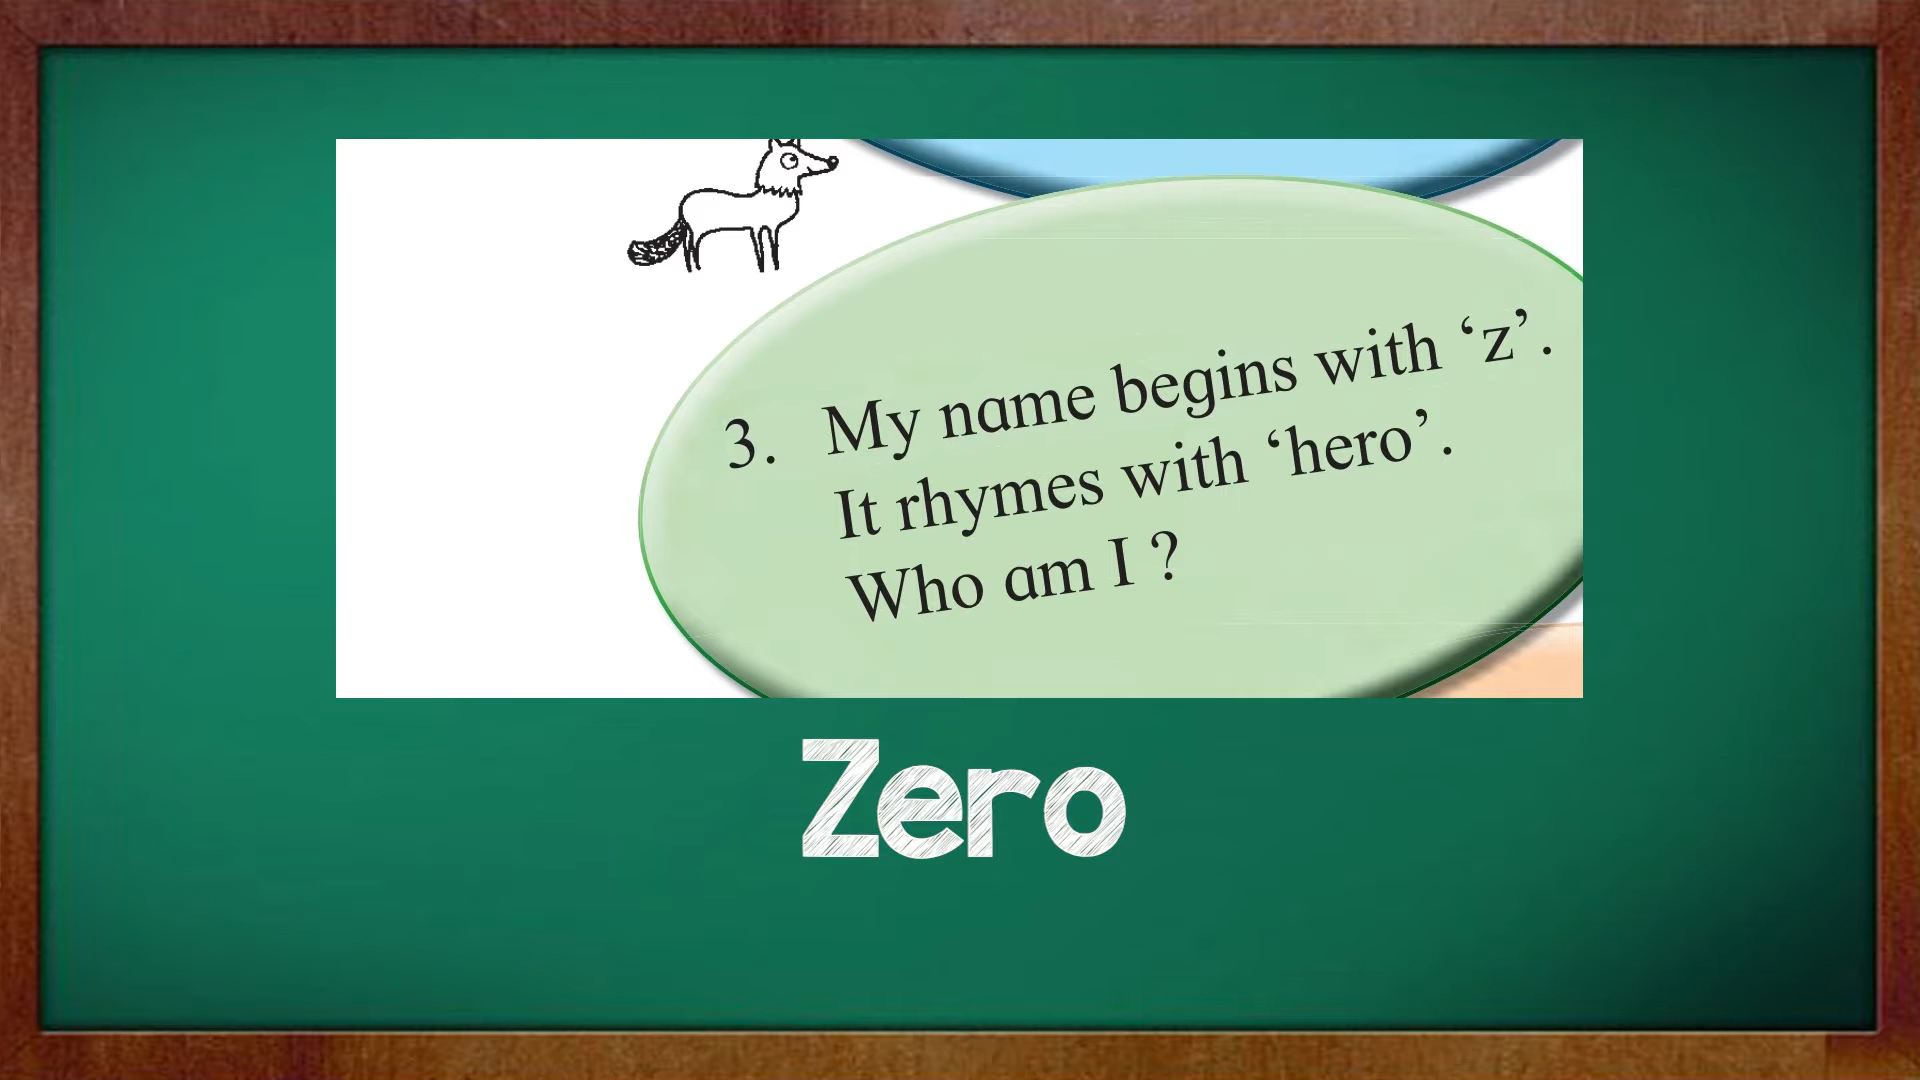 3. My name begins with ‘z’.
It rhymes with ‘hero’.
Who am I ?
Zero